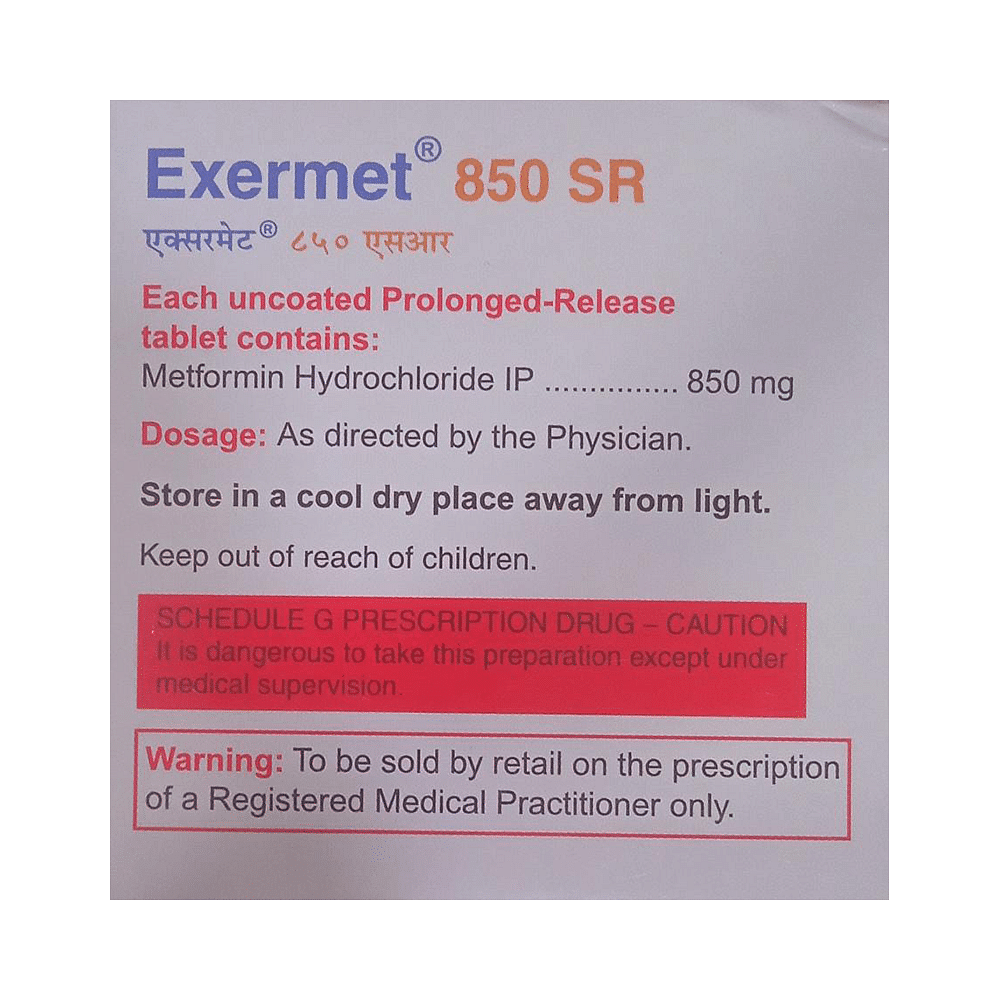 Exermet® 850 SR
एक्सरमेट® ८५० एसआर
Each uncoated Prolonged-Release
tablet contains:
Metformin Hydrochloride IP ............... 850 mg
Dosage: As directed by the Physician.
Store in a cool dry place away from light.
Keep out of reach of children.
SCHEDULE G PRESCRIPTION DRUG – CAUTION
It is dangerous to take this preparation except under
medical supervision.
Warning: To be sold by retail on the prescription
of a Registered Medical Practitioner only.